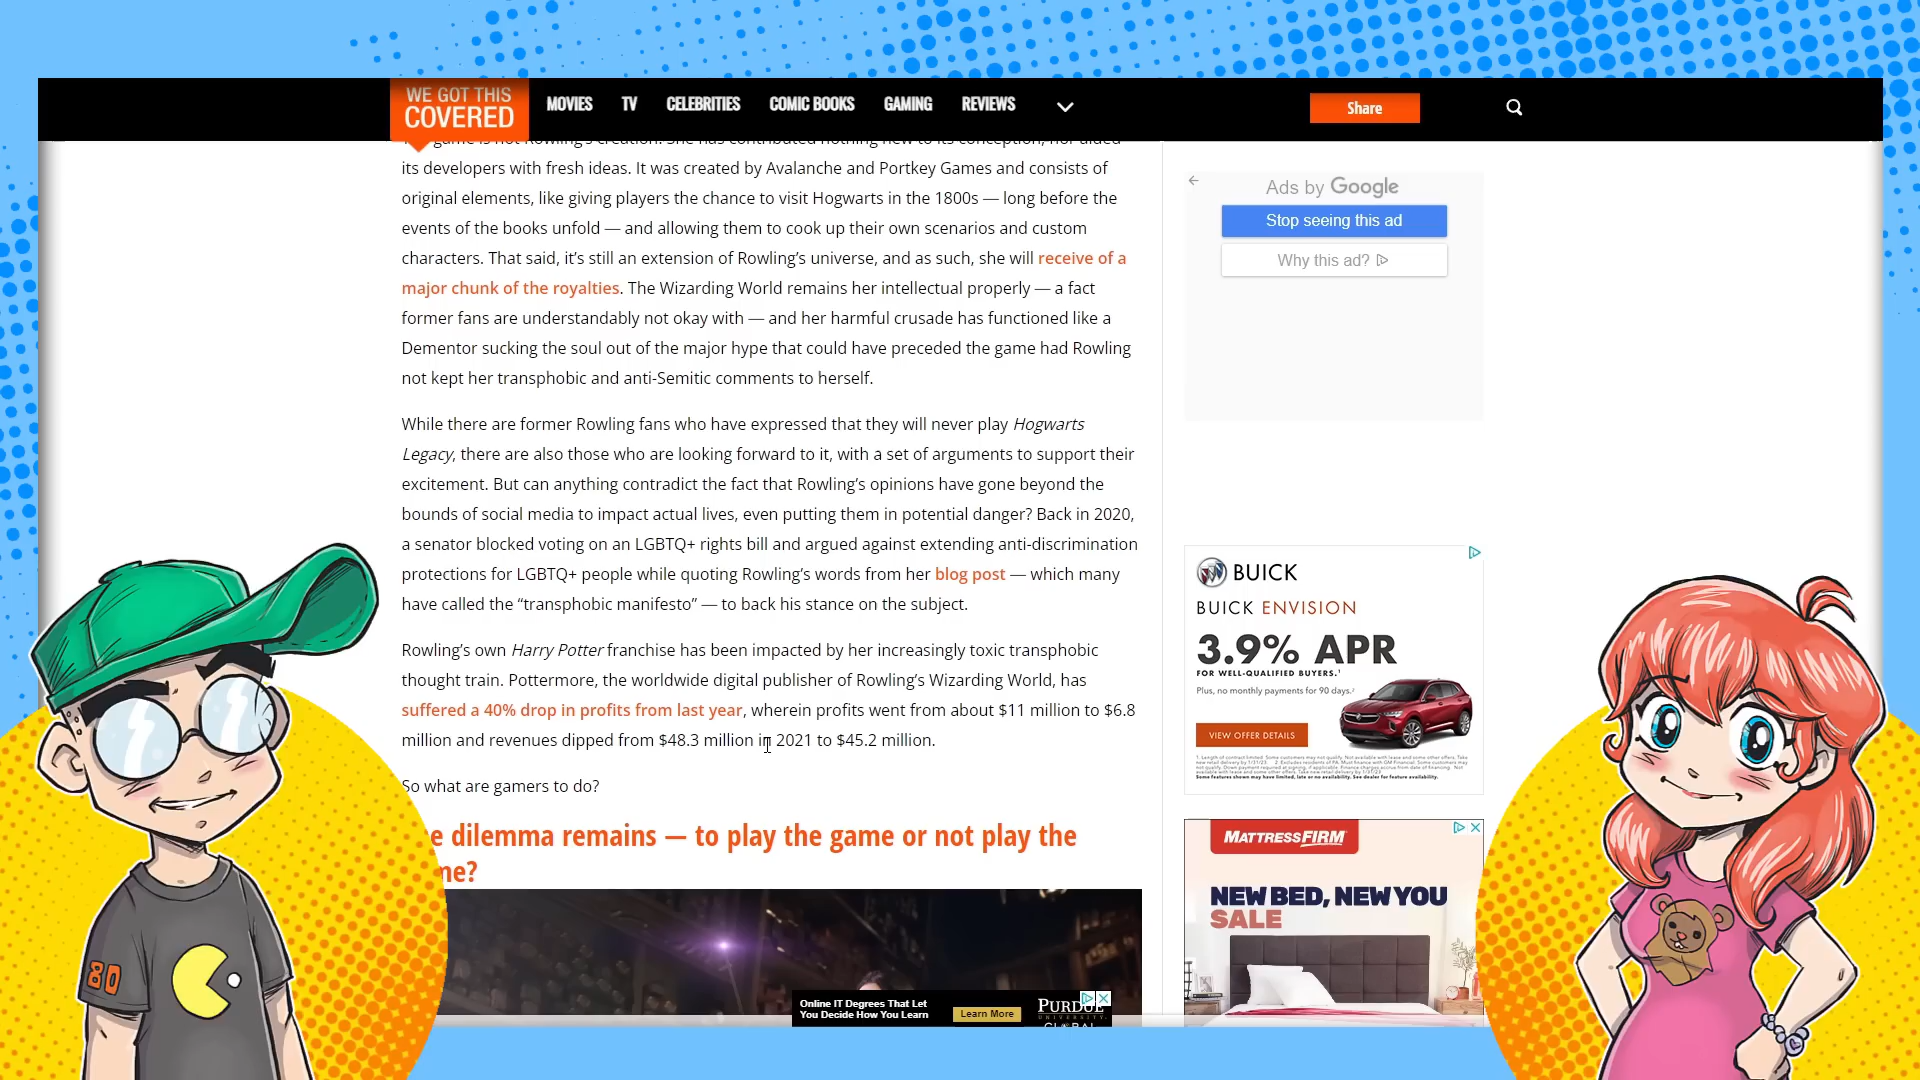 WE GOT THIS
COVERED
MOVIES
TV
CELEBRITIES
COMIC BOOKS
GAMING
REVIEWS
Share
its developers with fresh ideas. It was created by Avalanche and Portkey Games and consists of
original elements, like giving players the chance to visit Hogwarts in the 1800s — long before the
events of the books unfold — and allowing them to cook up their own scenarios and custom
characters. That said, it’s still an extension of Rowling’s universe, and as such, she will receive of a
major chunk of the royalties. The Wizarding World remains her intellectual properly — a fact
former fans are understandably not okay with — and her harmful crusade has functioned like a
Dementor sucking the soul out of the major hype that could have preceded the game had Rowling
not kept her transphobic and anti-Semitic comments to herself.
While there are former Rowling fans who have expressed that they will never play Hogwarts
Legacy, there are also those who are looking forward to it, with a set of arguments to support their
excitement. But can anything contradict the fact that Rowling’s opinions have gone beyond the
bounds of social media to impact actual lives, even putting them in potential danger? Back in 2020,
a senator blocked voting on an LGBTQ+ rights bill and argued against extending anti-discrimination
protections for LGBTQ+ people while quoting Rowling’s words from her blog post — which many
have called the “transphobic manifesto” — to back his stance on the subject.
Rowling’s own Harry Potter franchise has been impacted by her increasingly toxic transphobic
thought train. Pottermore, the worldwide digital publisher of Rowling’s Wizarding World, has
suffered a 40% drop in profits from last year, wherein profits went from about $11 million to $6.8
million and revenues dipped from $48.3 million in 2021 to $45.2 million.
So what are gamers to do?
e dilemma remains — to play the game or not play the
me?
Online IT Degrees That Let
You Decide How You Learn
Learn More
PURDUE
UNIVERSITY
GLOBAL
Ads by Google
Stop seeing this ad
Why this ad?
BUICK
BUICK ENVISION
3.9% APR
FOR WELL-QUALIFIED BUYERS.¹
Plus, no monthly payments for 90 days.²
VIEW OFFER DETAILS
MATTRESSFIRM
NEW BED, NEW YOU
SALE
80